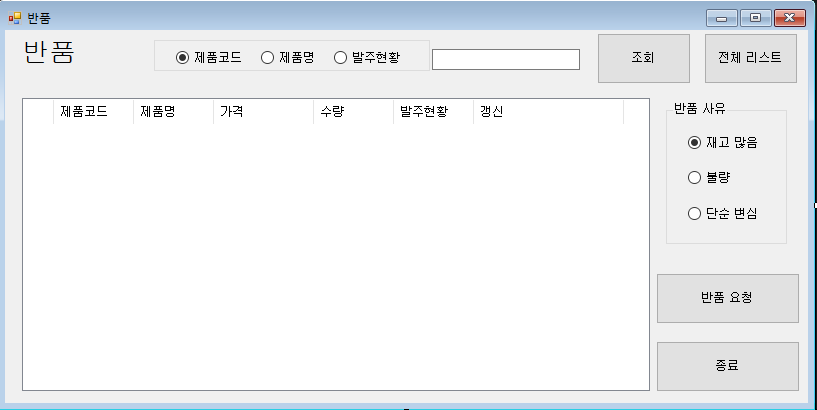 반품
반품
제품코드 제품명 발주현황
조회
전체 리스트
제품코드 제품명 가격 수량 발주현황 갱신
반품 사유
재고 많음
불량
단순 변심
반품 요청
종료